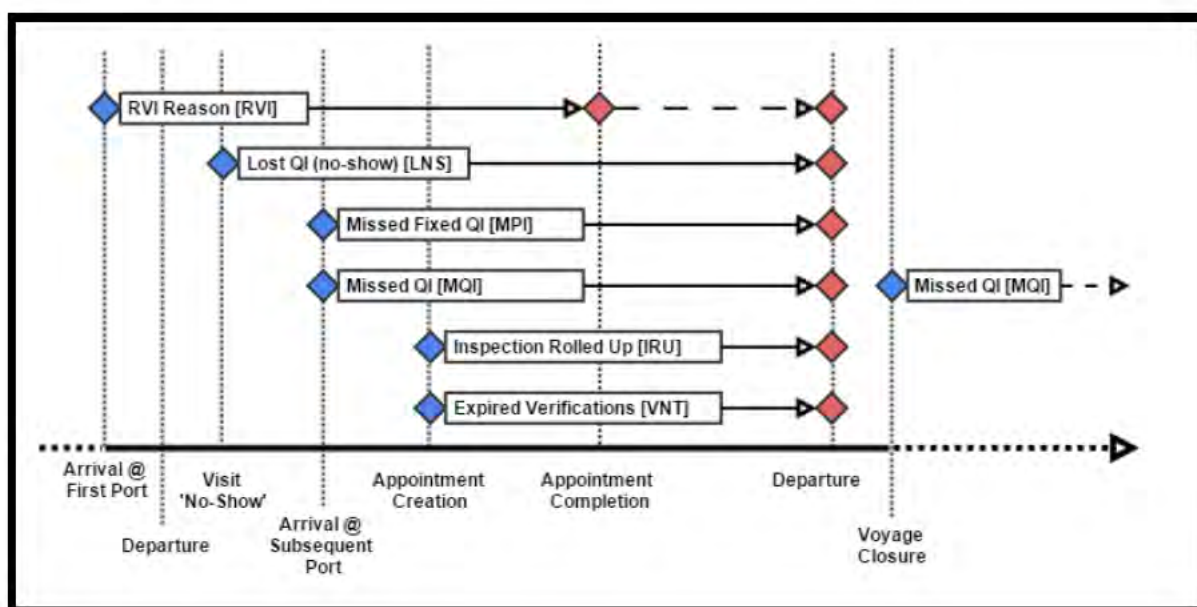 RVI Reason [RVI]
Lost QI (no-show) [LNS]
Missed Fixed QI [MPI]
Missed QI [MQI]
Missed QI [MQI]
Inspection Rolled Up [IRU]
Expired Verifications [VNT]
Arrival @
First Port
Departure
Visit
'No-Show'
Arrival @
Subsequent
Port
Appointment
Creation
Appointment
Completion
Departure
Voyage
Closure